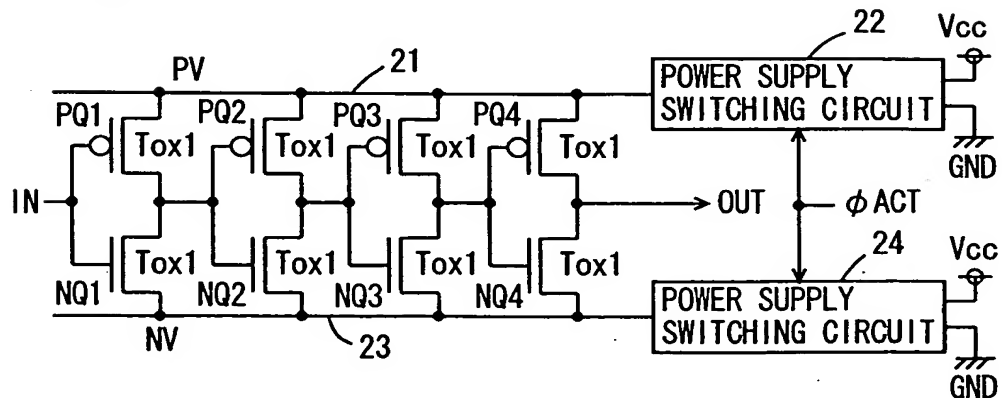 22
Vcc
PV
21
POWER SUPPLY
SWITCHING CIRCUIT
PQ1
PQ2
PQ3
PQ4
Tox1
Tox1
Tox1
Tox1
GND
IN
OUT
φACT
24
Vcc
Tox1
Tox1
Tox1
Tox1
NQ1
NQ2
NQ3
NQ4
POWER SUPPLY
SWITCHING CIRCUIT
NV
23
GND